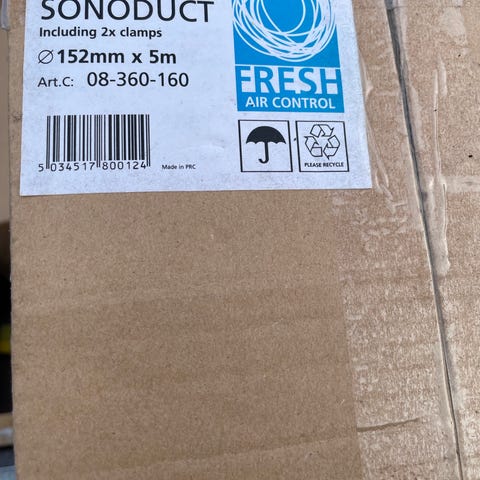 SONODUCT
Including 2x clamps
⌀ 152mm x 5m
Art.C: 08-360-160
FRESH
AIR CONTROL
5 034517 800124
Made in PRC
PLEASE RECYCLE